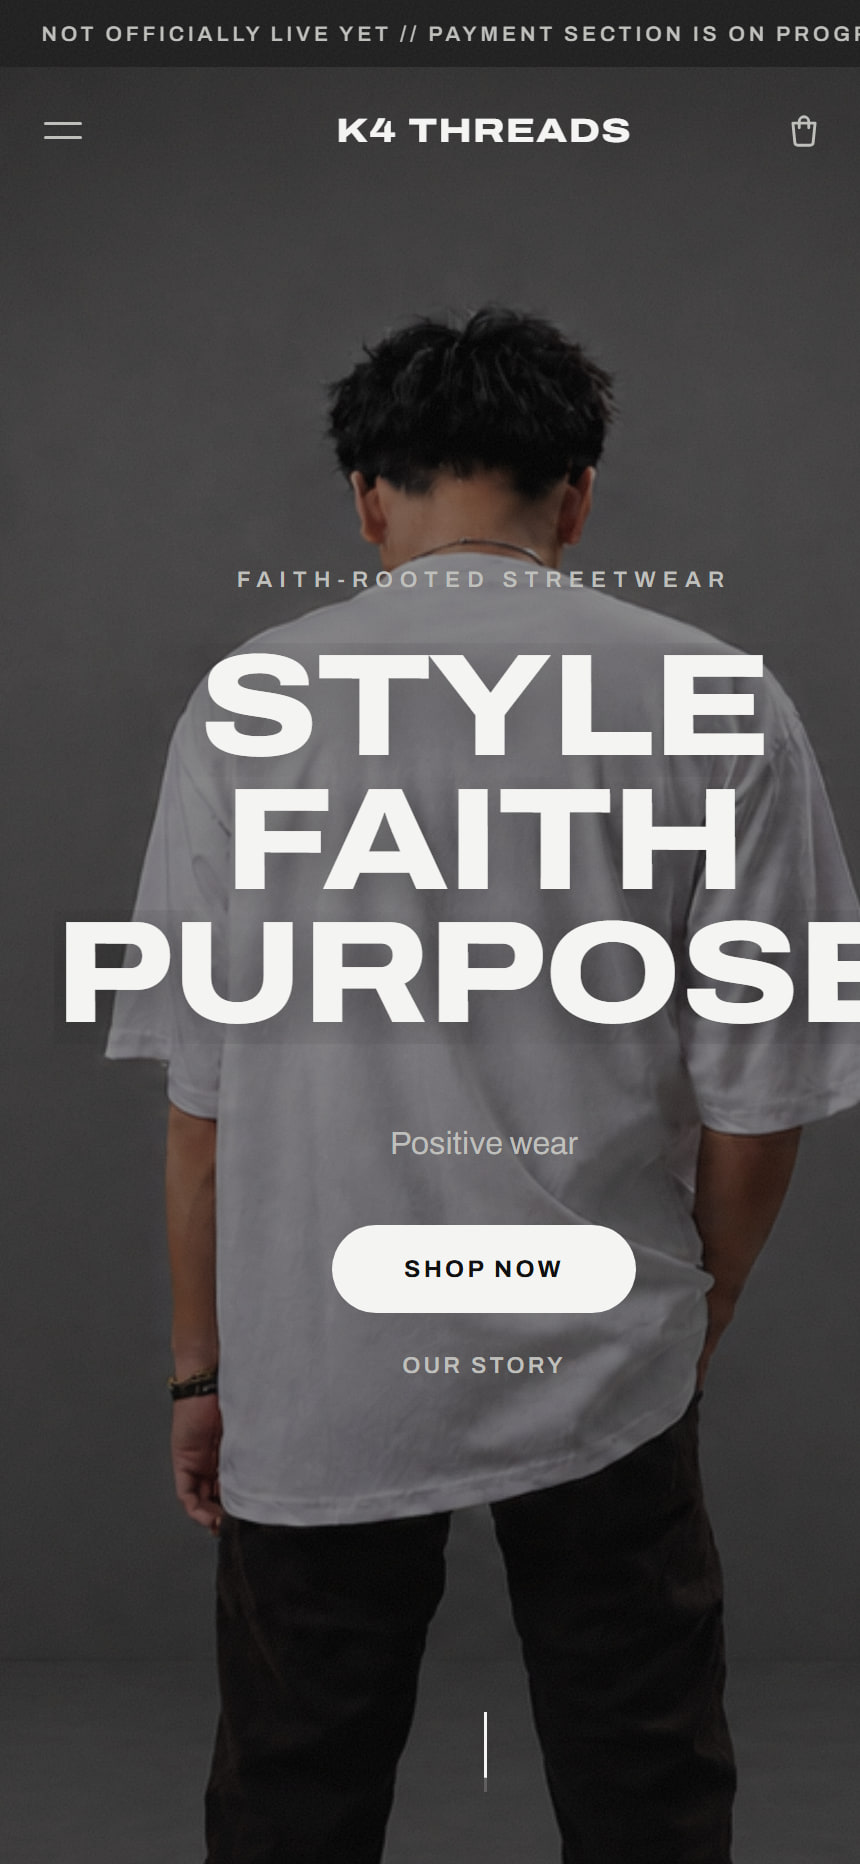 NOT OFFICIALLY LIVE YET // PAYMENT SECTION IS ON
K4 THREADS
FAITH-ROOTED STREETWEAR
STYLE
FAITH
PURPOSE
Positive wear
SHOP NOW
OUR STORY